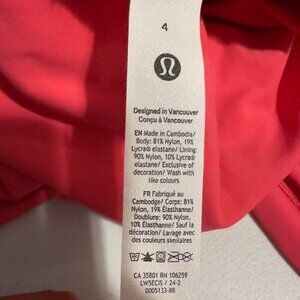 4
Designed in Vancouver
Conçu à Vancouver
EN Made in Cambodia/
Body: 81% Nylon, 19%
Lycra® elastane/ Lining:
90% Nylon, 10% Lycra®
elastane/ Exclusive of
decoration/ Wash with
like colours
FR Fabriqué au
Cambodge/ Corps: 81%
Nylon, 19% Élasthanne/
Doublure: 90% Nylon,
10% Élasthanne/ Sauf la
décoration/ Lavage avec
des couleurs similaires
CA 35801 RN 106259
LW5ECIS / 24-2
0005133-88